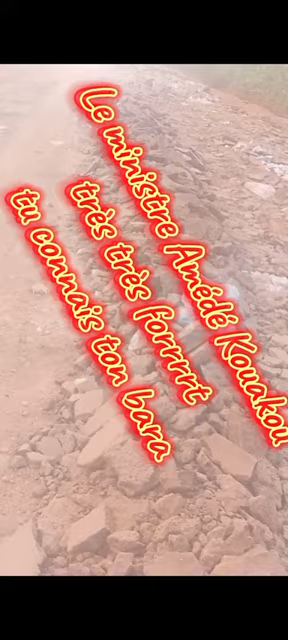 Le ministre Amédé Kouakou
très très forrrrt
tu connais ton bara